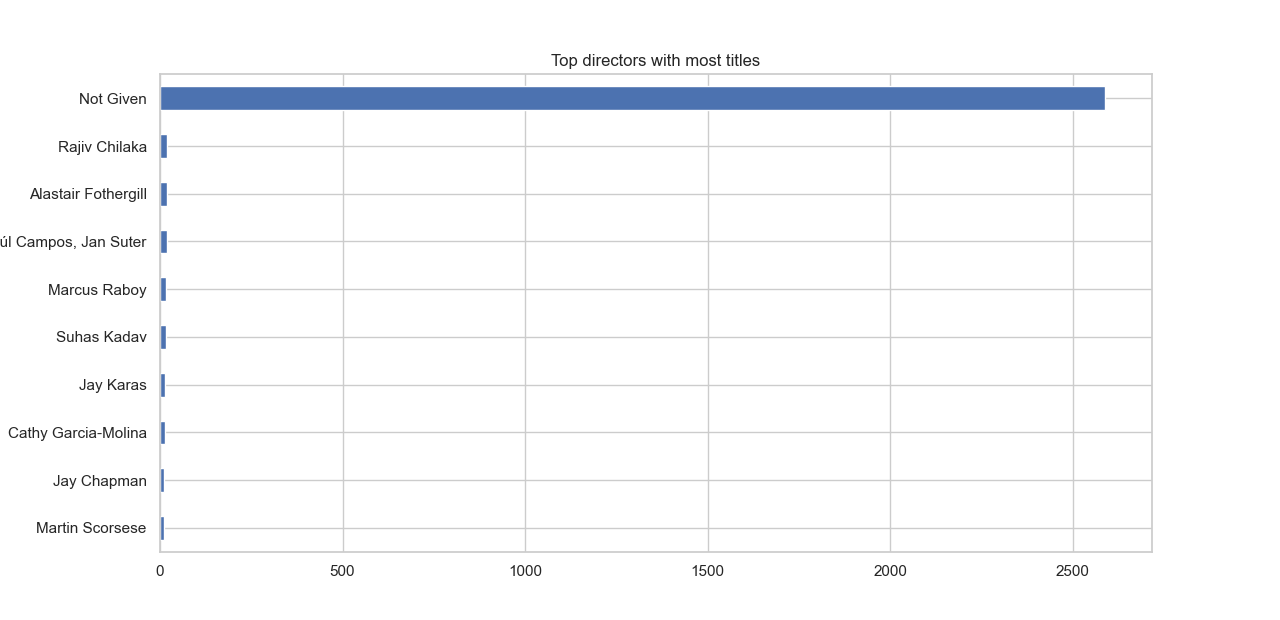 Top directors with most titles
Not Given
Rajiv Chilaka
Alastair Fothergill
úl Campos, Jan Suter
Marcus Raboy
Suhas Kadav
Jay Karas
Cathy Garcia-Molina
Jay Chapman
Martin Scorsese
0 500 1000 1500 2000 2500